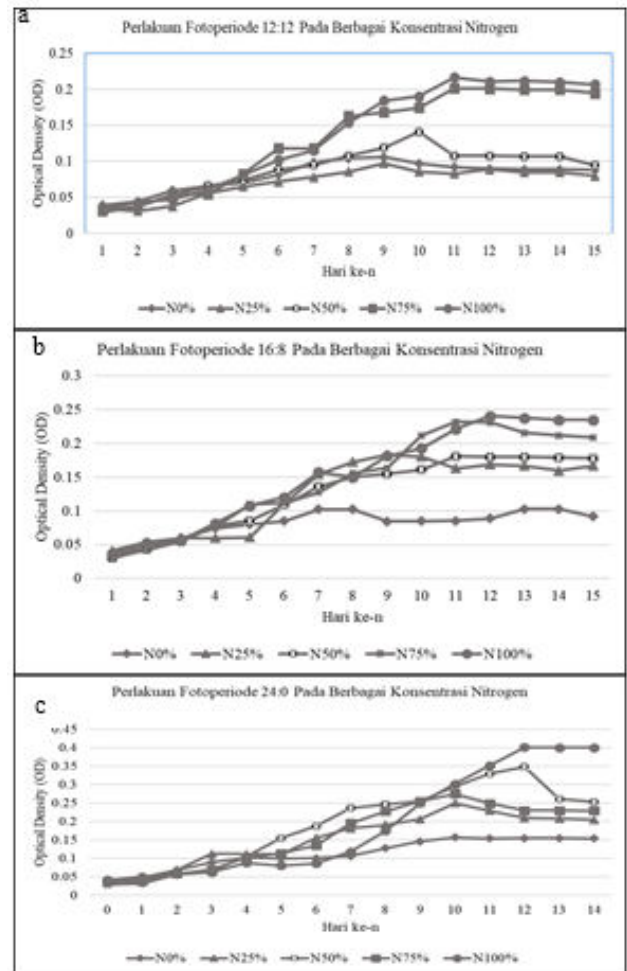 a
Perlakuan Fotoperiode 12:12 Pada Berbagai Konsentrasi Nitrogen
Optical Density (OD)
0.25
0.2
0.15
0.1
0.05
0
1 2 3 4 5 6 7 8 9 10 11 12 13 14 15
Hari ke-n
N0% N25% N50% N75% N100%
b
Perlakuan Fotoperiode 16:8 Pada Berbagai Konsentrasi Nitrogen
Optical Density (OD)
0.3
0.25
0.2
0.15
0.1
0.05
0
1 2 3 4 5 6 7 8 9 10 11 12 13 14 15
Hari ke-n
N0% N25% N50% N75% N100%
c
Perlakuan Fotoperiode 24:0 Pada Berbagai Konsentrasi Nitrogen
Optical Density (OD)
0.45
0.4
0.35
0.3
0.25
0.2
0.15
0.1
0.05
0
0 1 2 3 4 5 6 7 8 9 10 11 12 13 14
Hari ke-n
N0% N25% N50% N75% N100%